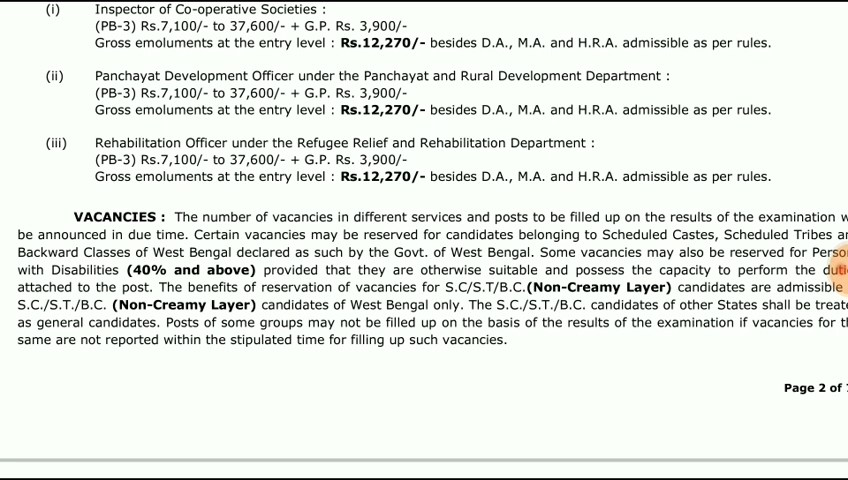 (i) Inspector of Co-operative Societies :
(PB-3) Rs.7,100/- to 37,600/- + G.P. Rs. 3,900/-
Gross emoluments at the entry level : Rs.12,270/- besides D.A., M.A. and H.R.A. admissible as per rules.
(ii) Panchayat Development Officer under the Panchayat and Rural Development Department :
(PB-3) Rs.7,100/- to 37,600/- + G.P. Rs. 3,900/-
Gross emoluments at the entry level : Rs.12,270/- besides D.A., M.A. and H.R.A. admissible as per rules.
(iii) Rehabilitation Officer under the Refugee Relief and Rehabilitation Department :
(PB-3) Rs.7,100/- to 37,600/- + G.P. Rs. 3,900/-
Gross emoluments at the entry level : Rs.12,270/- besides D.A., M.A. and H.R.A. admissible as per rules.
VACANCIES : The number of vacancies in different services and posts to be filled up on the results of the examination
be announced in due time. Certain vacancies may be reserved for candidates belonging to Scheduled Castes, Scheduled Tribes
Backward Classes of West Bengal declared as such by the Govt. of West Bengal. Some vacancies may also be reserved for
with Disabilities (40% and above) provided that they are otherwise suitable and possess the capacity to perform the
attached to the post. The benefits of reservation of vacancies for S.C/S.T/B.C.(Non-Creamy Layer) candidates are admissible
S.C./S.T./B.C. (Non-Creamy Layer) candidates of West Bengal only. The S.C./S.T./B.C. candidates of other States shall be
as general candidates. Posts of some groups may not be filled up on the basis of the results of the examination if vacancies for
same are not reported within the stipulated time for filling up such vacancies.
Page 2 of